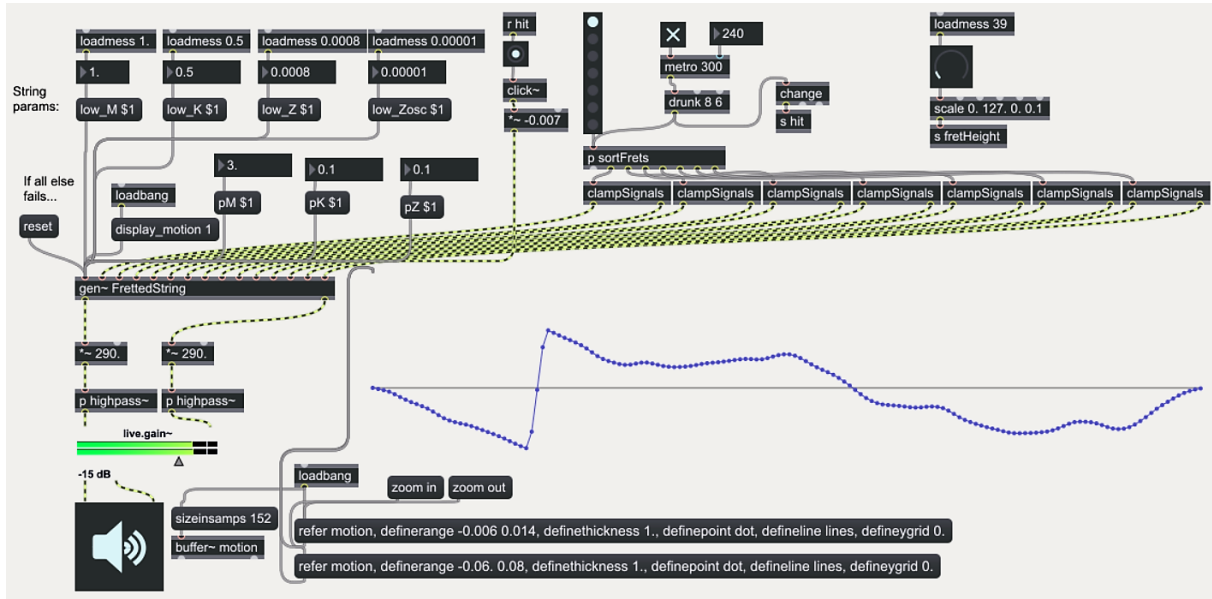 r hit
loadmess 39
240
loadmess 1.
loadmess 0.5
loadmess 0.0008
loadmess 0.00001
metro 300
1.
0.5
0.0008
0.00001
String
params:
click~
change
drunk 8 6
low_M $1
low_K $1
low_Z $1
low_Zosc $1
*~ -0.007
s hit
scale 0. 127. 0. 0.1
s fretHeight
p sortFrets
3.
0.1
0.1
If all else
fails...
loadbang
clampSignals
clampSignals
clampSignals
clampSignals
clampSignals
clampSignals
clampSignals
pM $1
pK $1
pZ $1
reset
display_motion 1
gen~ FrettedString
*~ 290.
*~ 290.
p highpass~
p highpass~
live.gain~
-15 dB
loadbang
zoom in
zoom out
sizeinsamps 152
refer motion, definerange -0.006 0.014, definethickness 1., definepoint dot, defineline lines, defineygrid 0.
buffer~ motion
refer motion, definerange -0.06. 0.08, definethickness 1., definepoint dot, defineline lines, defineygrid 0.